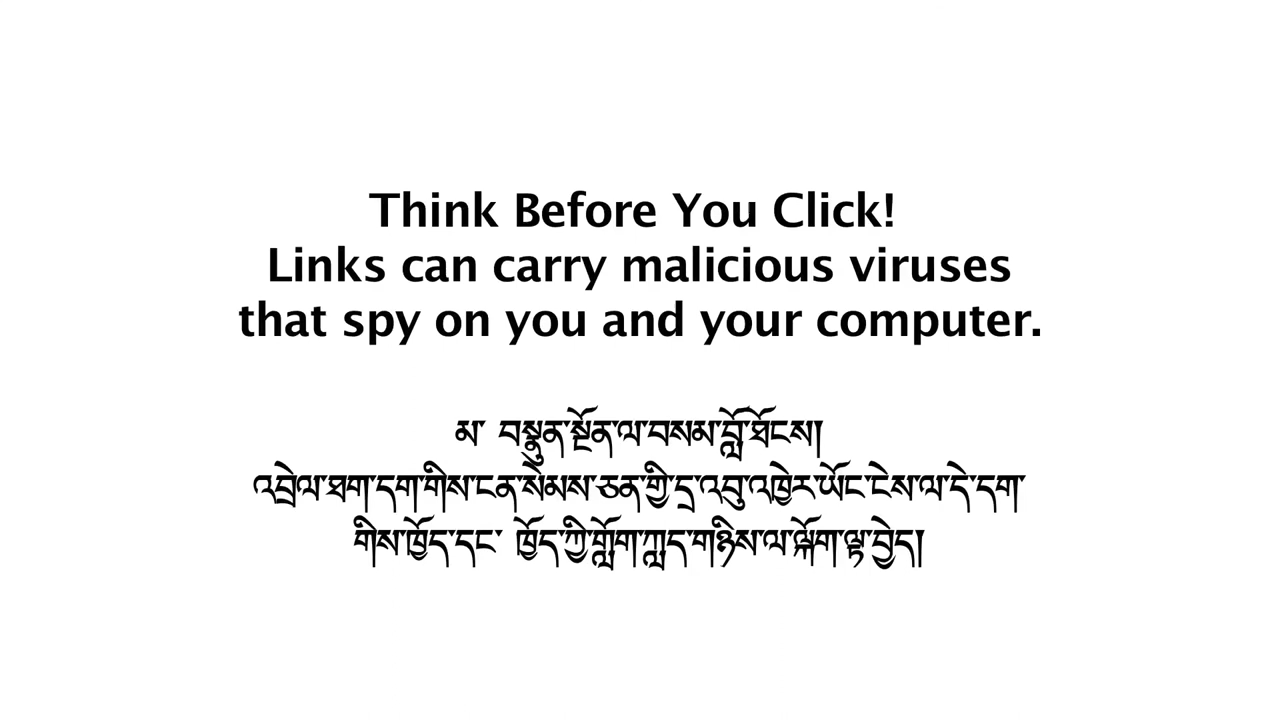 Think Before You Click!
Links can carry malicious viruses
that spy on you and your computer.
མ་ བསྣུན་སྔོན་ལ་བསམ་བློ་ཐོངས།
འབྲེལ་ཐག་དག་གིས་ངན་སེམས་ཅན་གྱི་དྲ་འབུ་འཁྱེར་ཡོང་ངེས་ལ་དེ་དག་
གིས་ཁྱོད་དང་ ཁྱོད་ཀྱི་གློག་ཀླད་གཉིས་ལ་ལྐོག་ལྟ་བྱེད།